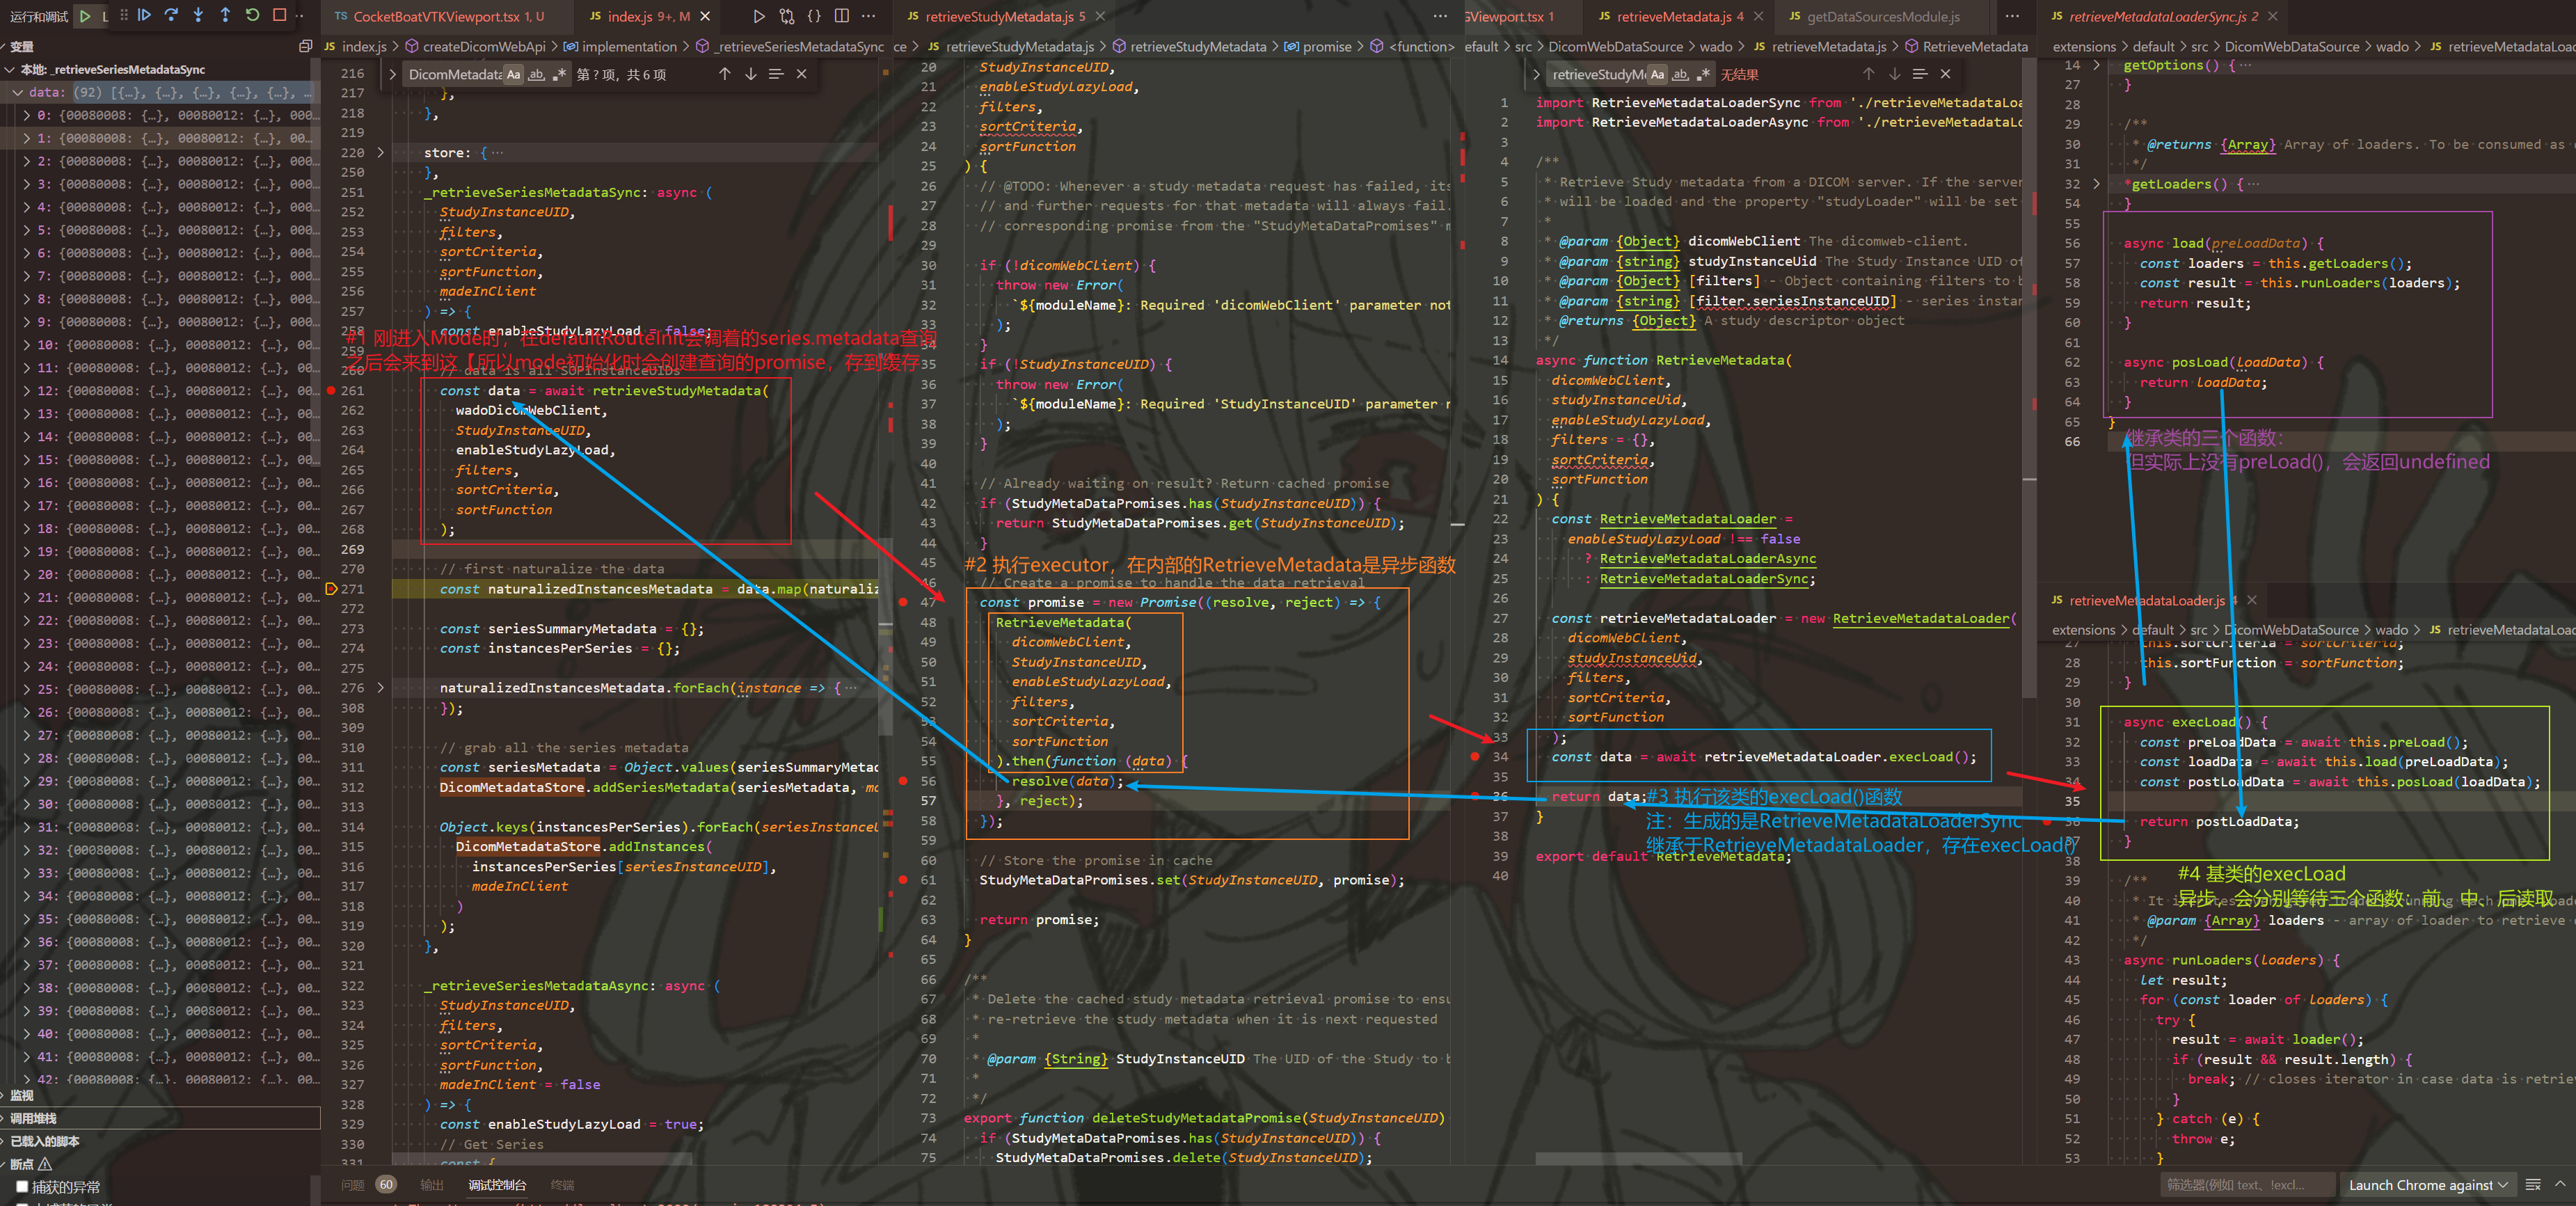 运行和调试
TS CocketBoatVTKViewport.tsx 1, U
JS index.js 9+, M
JS retrieveStudyMetadata.js 5
GViewport.tsx 1
JS retrieveMetadata.js 4
JS getDataSourcesModule.js
JS retrieveMetadataLoaderSync.js 2
变量
本地: _retrieveSeriesMetadataSync
data: (92) [{…}, {…}, {…}, {…}, {…}, …
0: {00080008: {…}, 00080012: {…}, 000…
1: {00080008: {…}, 00080012: {…}, 000…
2: {00080008: {…}, 00080012: {…}, 000…
3: {00080008: {…}, 00080012: {…}, 000…
4: {00080008: {…}, 00080012: {…}, 000…
5: {00080008: {…}, 00080012: {…}, 000…
6: {00080008: {…}, 00080012: {…}, 000…
7: {00080008: {…}, 00080012: {…}, 000…
8: {00080008: {…}, 00080012: {…}, 000…
9: {00080008: {…}, 00080012: {…}, 000…
10: {00080008: {…}, 00080012: {…}, 00…
11: {00080008: {…}, 00080012: {…}, 00…
12: {00080008: {…}, 00080012: {…}, 00…
13: {00080008: {…}, 00080012: {…}, 00…
14: {00080008: {…}, 00080012: {…}, 00…
15: {00080008: {…}, 00080012: {…}, 00…
16: {00080008: {…}, 00080012: {…}, 00…
17: {00080008: {…}, 00080012: {…}, 00…
18: {00080008: {…}, 00080012: {…}, 00…
19: {00080008: {…}, 00080012: {…}, 00…
20: {00080008: {…}, 00080012: {…}, 00…
21: {00080008: {…}, 00080012: {…}, 00…
22: {00080008: {…}, 00080012: {…}, 00…
23: {00080008: {…}, 00080012: {…}, 00…
24: {00080008: {…}, 00080012: {…}, 00…
25: {00080008: {…}, 00080012: {…}, 00…
26: {00080008: {…}, 00080012: {…}, 00…
27: {00080008: {…}, 00080012: {…}, 00…
28: {00080008: {…}, 00080012: {…}, 00…
29: {00080008: {…}, 00080012: {…}, 00…
30: {00080008: {…}, 00080012: {…}, 00…
31: {00080008: {…}, 00080012: {…}, 00…
32: {00080008: {…}, 00080012: {…}, 00…
33: {00080008: {…}, 00080012: {…}, 00…
34: {00080008: {…}, 00080012: {…}, 00…
35: {00080008: {…}, 00080012: {…}, 00…
36: {00080008: {…}, 00080012: {…}, 00…
37: {00080008: {…}, 00080012: {…}, 00…
38: {00080008: {…}, 00080012: {…}, 00…
39: {00080008: {…}, 00080012: {…}, 00…
40: {00080008: {…}, 00080012: {…}, 00…
41: {00080008: {…}, 00080012: {…}, 00…
42: {00080008: {…}, 00080012: {…}, 00…
监视
调用堆栈
已载入的脚本
断点
捕获的异常
JS index.js > createDicomWebApi > implementation > _retrieveSeriesMetadataSync
DicomMetadata Aa ab 第 ? 项，共 6 项
216
217 },
218 },
219
220 store: {…
250 },
251 _retrieveSeriesMetadataSync: async (
252 StudyInstanceUID,
253 filters,
254 sortCriteria,
255 sortFunction,
256 madeInClient
257 ) => {
258 const enableStudyLazyLoad = false;
#1 刚进入Mode时，在defaultRouteInit会调着的series.metadata查询
259
之后会来到这【所以mode初始化时会创建查询的promise，存到缓存
260 // data is all SOPInstanceUIDs
261 const data = await retrieveStudyMetadata(
262 wadoDicomWebClient,
263 StudyInstanceUID,
264 enableStudyLazyLoad,
265 filters,
266 sortCriteria,
267 sortFunction
268 );
269
270 // first naturalize the data
271 const naturalizedInstancesMetadata = data.map(naturaliz
272
273 const seriesSummaryMetadata = {};
274 const instancesPerSeries = {};
275
276 naturalizedInstancesMetadata.forEach(instance => {…
308 });
309
310 // grab all the series metadata
311 const seriesMetadata = Object.values(seriesSummaryMetad
312 DicomMetadataStore.addSeriesMetadata(seriesMetadata, ma
313
314 Object.keys(instancesPerSeries).forEach(seriesInstanceU
315 DicomMetadataStore.addInstances(
316 instancesPerSeries[seriesInstanceUID],
317 madeInClient
318 )
319 );
320 },
321
322 _retrieveSeriesMetadataAsync: async (
323 StudyInstanceUID,
324 filters,
325 sortCriteria,
326 sortFunction,
327 madeInClient = false
328 ) => {
329 const enableStudyLazyLoad = true;
330 // Get Series
331 const {
问题 60 输出 调试控制台 终端
ce > JS retrieveStudyMetadata.js > retrieveStudyMetadata > promise > <function>
20 StudyInstanceUID,
21 enableStudyLazyLoad,
22 filters,
23 sortCriteria,
24 sortFunction
25 ) {
26 // @TODO: Whenever a study metadata request has failed, its
27 // and further requests for that metadata will always fail.
28 // corresponding promise from the "StudyMetaDataPromises" m
29
30 if (!dicomWebClient) {
31 throw new Error(
32 `${moduleName}: Required 'dicomWebClient' parameter not
33 );
34 }
35 if (!StudyInstanceUID) {
36 throw new Error(
37 `${moduleName}: Required 'StudyInstanceUID' parameter n
38 );
39 }
40
41 // Already waiting on result? Return cached promise
42 if (StudyMetaDataPromises.has(StudyInstanceUID)) {
43 return StudyMetaDataPromises.get(StudyInstanceUID);
44 }
45 #2 执行executor，在内部的RetrieveMetadata是异步函数
46 // Create a promise to handle the data retrieval
47 const promise = new Promise((resolve, reject) => {
48 RetrieveMetadata(
49 dicomWebClient,
50 StudyInstanceUID,
51 enableStudyLazyLoad,
52 filters,
53 sortCriteria,
54 sortFunction
55 ).then(function (data) {
56 resolve(data);
57 }, reject);
58 });
59
60 // Store the promise in cache
61 StudyMetaDataPromises.set(StudyInstanceUID, promise);
62
63 return promise;
64 }
65
66 /**
67 * Delete the cached study metadata retrieval promise to ensu
68 * re-retrieve the study metadata when it is next requested
69 *
70 * @param {String} StudyInstanceUID The UID of the Study to b
71 *
72 */
73 export function deleteStudyMetadataPromise(StudyInstanceUID)
74 if (StudyMetaDataPromises.has(StudyInstanceUID)) {
75 StudyMetaDataPromises.delete(StudyInstanceUID);
efault > src > DicomWebDataSource > wado > JS retrieveMetadata.js > RetrieveMetadata
retrieveStudyMe Aa ab 无结果
1 import RetrieveMetadataLoaderSync from './retrieveMetadataLoa
2 import RetrieveMetadataLoaderAsync from './retrieveMetadataLo
3
4 /**
5 * Retrieve Study metadata from a DICOM server. If the server
6 * will be loaded and the property "studyLoader" will be set
7 *
8 * @param {Object} dicomWebClient The dicomweb-client.
9 * @param {string} studyInstanceUid The Study Instance UID of
10 * @param {Object} [filters] - Object containing filters to b
11 * @param {string} [filter.seriesInstanceUID] - series instan
12 * @returns {Object} A study descriptor object
13 */
14 async function RetrieveMetadata(
15 dicomWebClient,
16 studyInstanceUid,
17 enableStudyLazyLoad,
18 filters = {},
19 sortCriteria,
20 sortFunction
21 ) {
22 const RetrieveMetadataLoader =
23 enableStudyLazyLoad !== false
24 ? RetrieveMetadataLoaderAsync
25 : RetrieveMetadataLoaderSync;
26
27 const retrieveMetadataLoader = new RetrieveMetadataLoader(
28 dicomWebClient,
29 studyInstanceUid,
30 filters,
31 sortCriteria,
32 sortFunction
33 );
34 const data = await retrieveMetadataLoader.execLoad();
35
36 return data;
#3 执行该类的execLoad()函数
注：生成的是RetrieveMetadataLoaderSync
继承于RetrieveMetadataLoader，存在execLoad()
37 }
38
39 export default RetrieveMetadata;
40
extensions > default > src > DicomWebDataSource > wado > JS retrieveMetadataLoa
14 getOptions() {…
27 }
28
29 /**
30 * @returns {Array} Array of loaders. To be consumed as
31 */
32 *getLoaders() {…
54 }
55
56 async load(preLoadData) {
57 const loaders = this.getLoaders();
58 const result = this.runLoaders(loaders);
59 return result;
60 }
61
62 async posLoad(loadData) {
63 return loadData;
64 }
65 }
66
继承类的三个函数：
但实际上没有preLoad()，会返回undefined
JS retrieveMetadataLoader.js 4
extensions > default > src > DicomWebDataSource > wado > JS retrieveMetadataLoa
27 this.sortCriteria = sortCriteria;
28 this.sortFunction = sortFunction;
29 }
30
31 async execLoad() {
32 const preLoadData = await this.preLoad();
33 const loadData = await this.load(preLoadData);
34 const postLoadData = await this.posLoad(loadData);
35
36 return postLoadData;
37 }
38
#4 基类的execLoad
异步，会分别等待三个函数：前、中、后读取
39 /**
40
41 * @param {Array} loaders - array of loader to retrieve
42 */
43 async runLoaders(loaders) {
44 let result;
45 for (const loader of loaders) {
46 try {
47 result = await loader();
48 if (result && result.length) {
49 break; // closes iterator in case data is retriev
50 }
51 } catch (e) {
52 throw e;
53 }
筛选器(例如 text、!excl...
Launch Chrome against